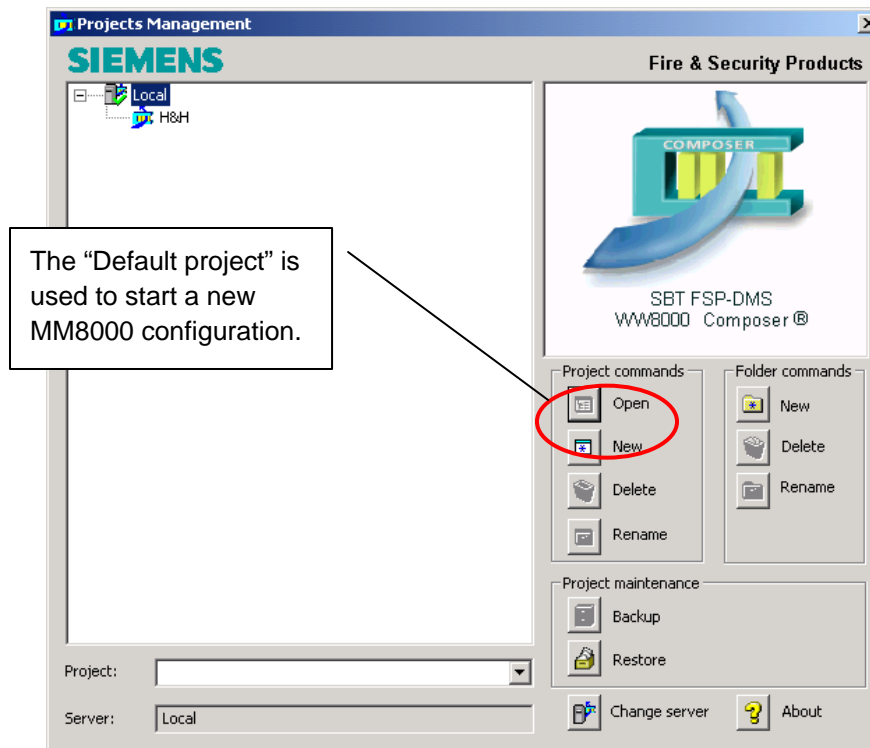 Projects Management
SIEMENS
Fire & Security Products
Local
H&H
COMPOSER
SBT FSP-DMS
WW8000 Composer ®
The “Default project” is
used to start a new
MM8000 configuration.
Project commands
Open
New
Delete
Rename
Folder commands
New
Delete
Rename
Project maintenance
Backup
Restore
Project:
Server:
Local
Change server
About